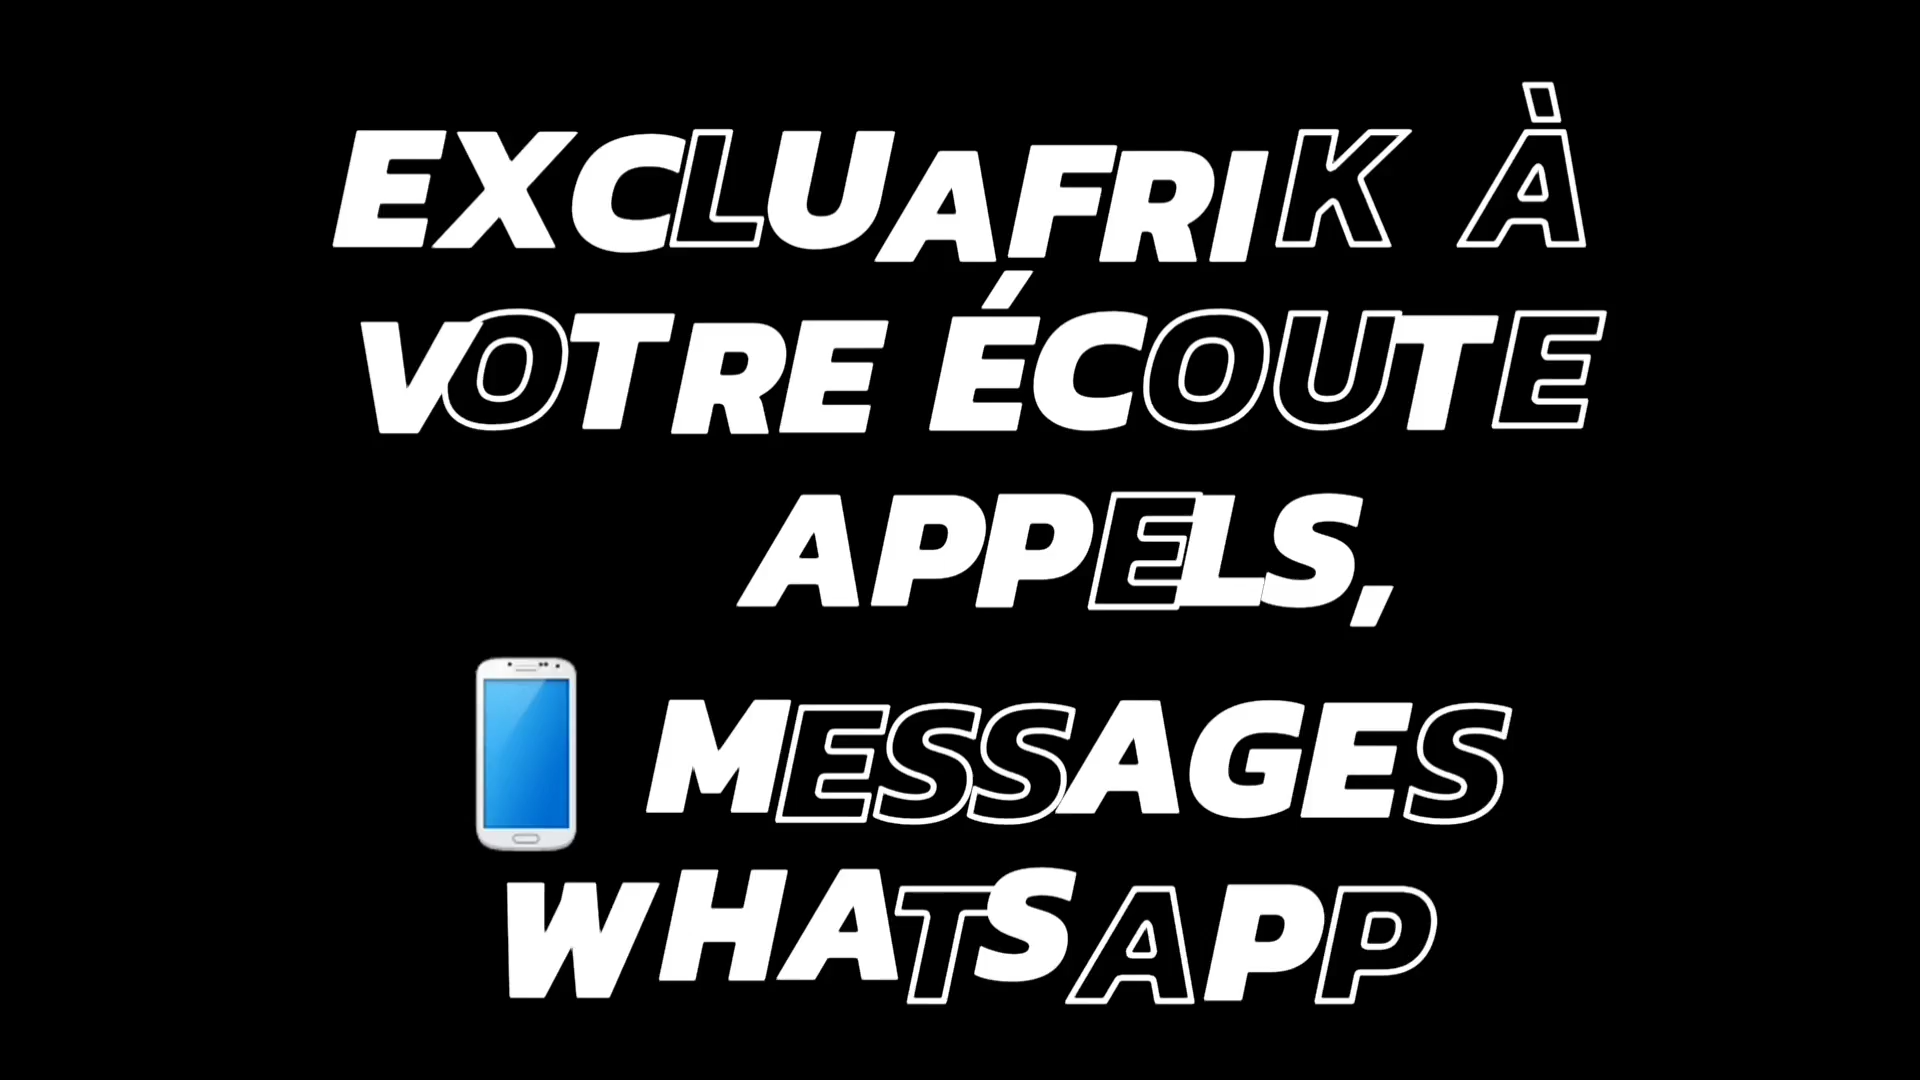 EXCLUAFRIK À
VOTRE ÉCOUTE
APPELS,
MESSAGES
WHATSAPP